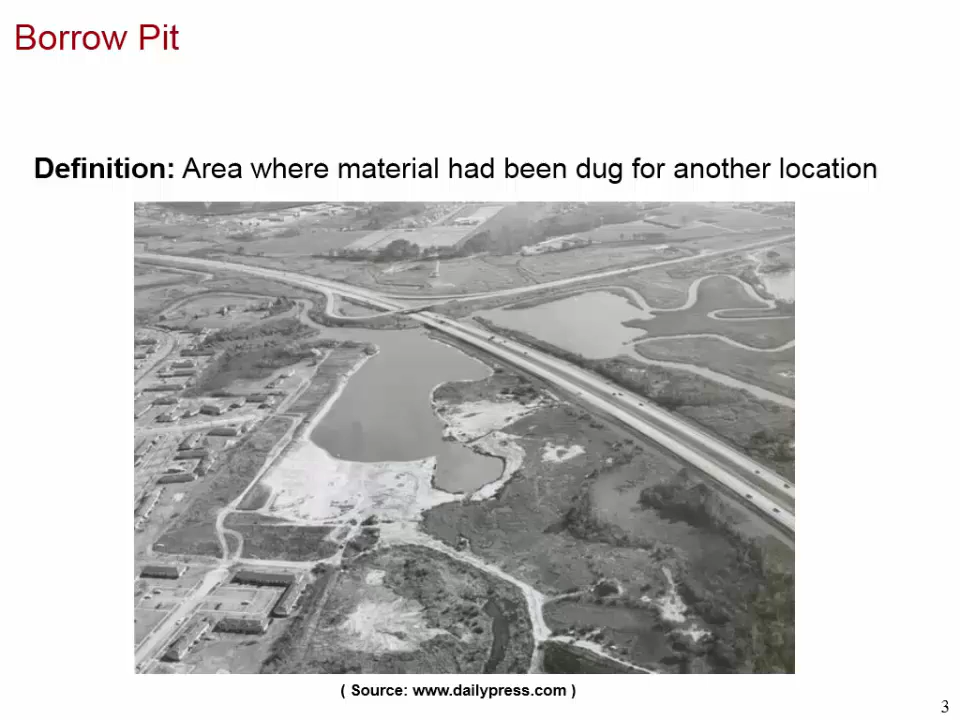 Borrow Pit
Definition: Area where material had been dug for another location
( Source: www.dailypress.com )
3